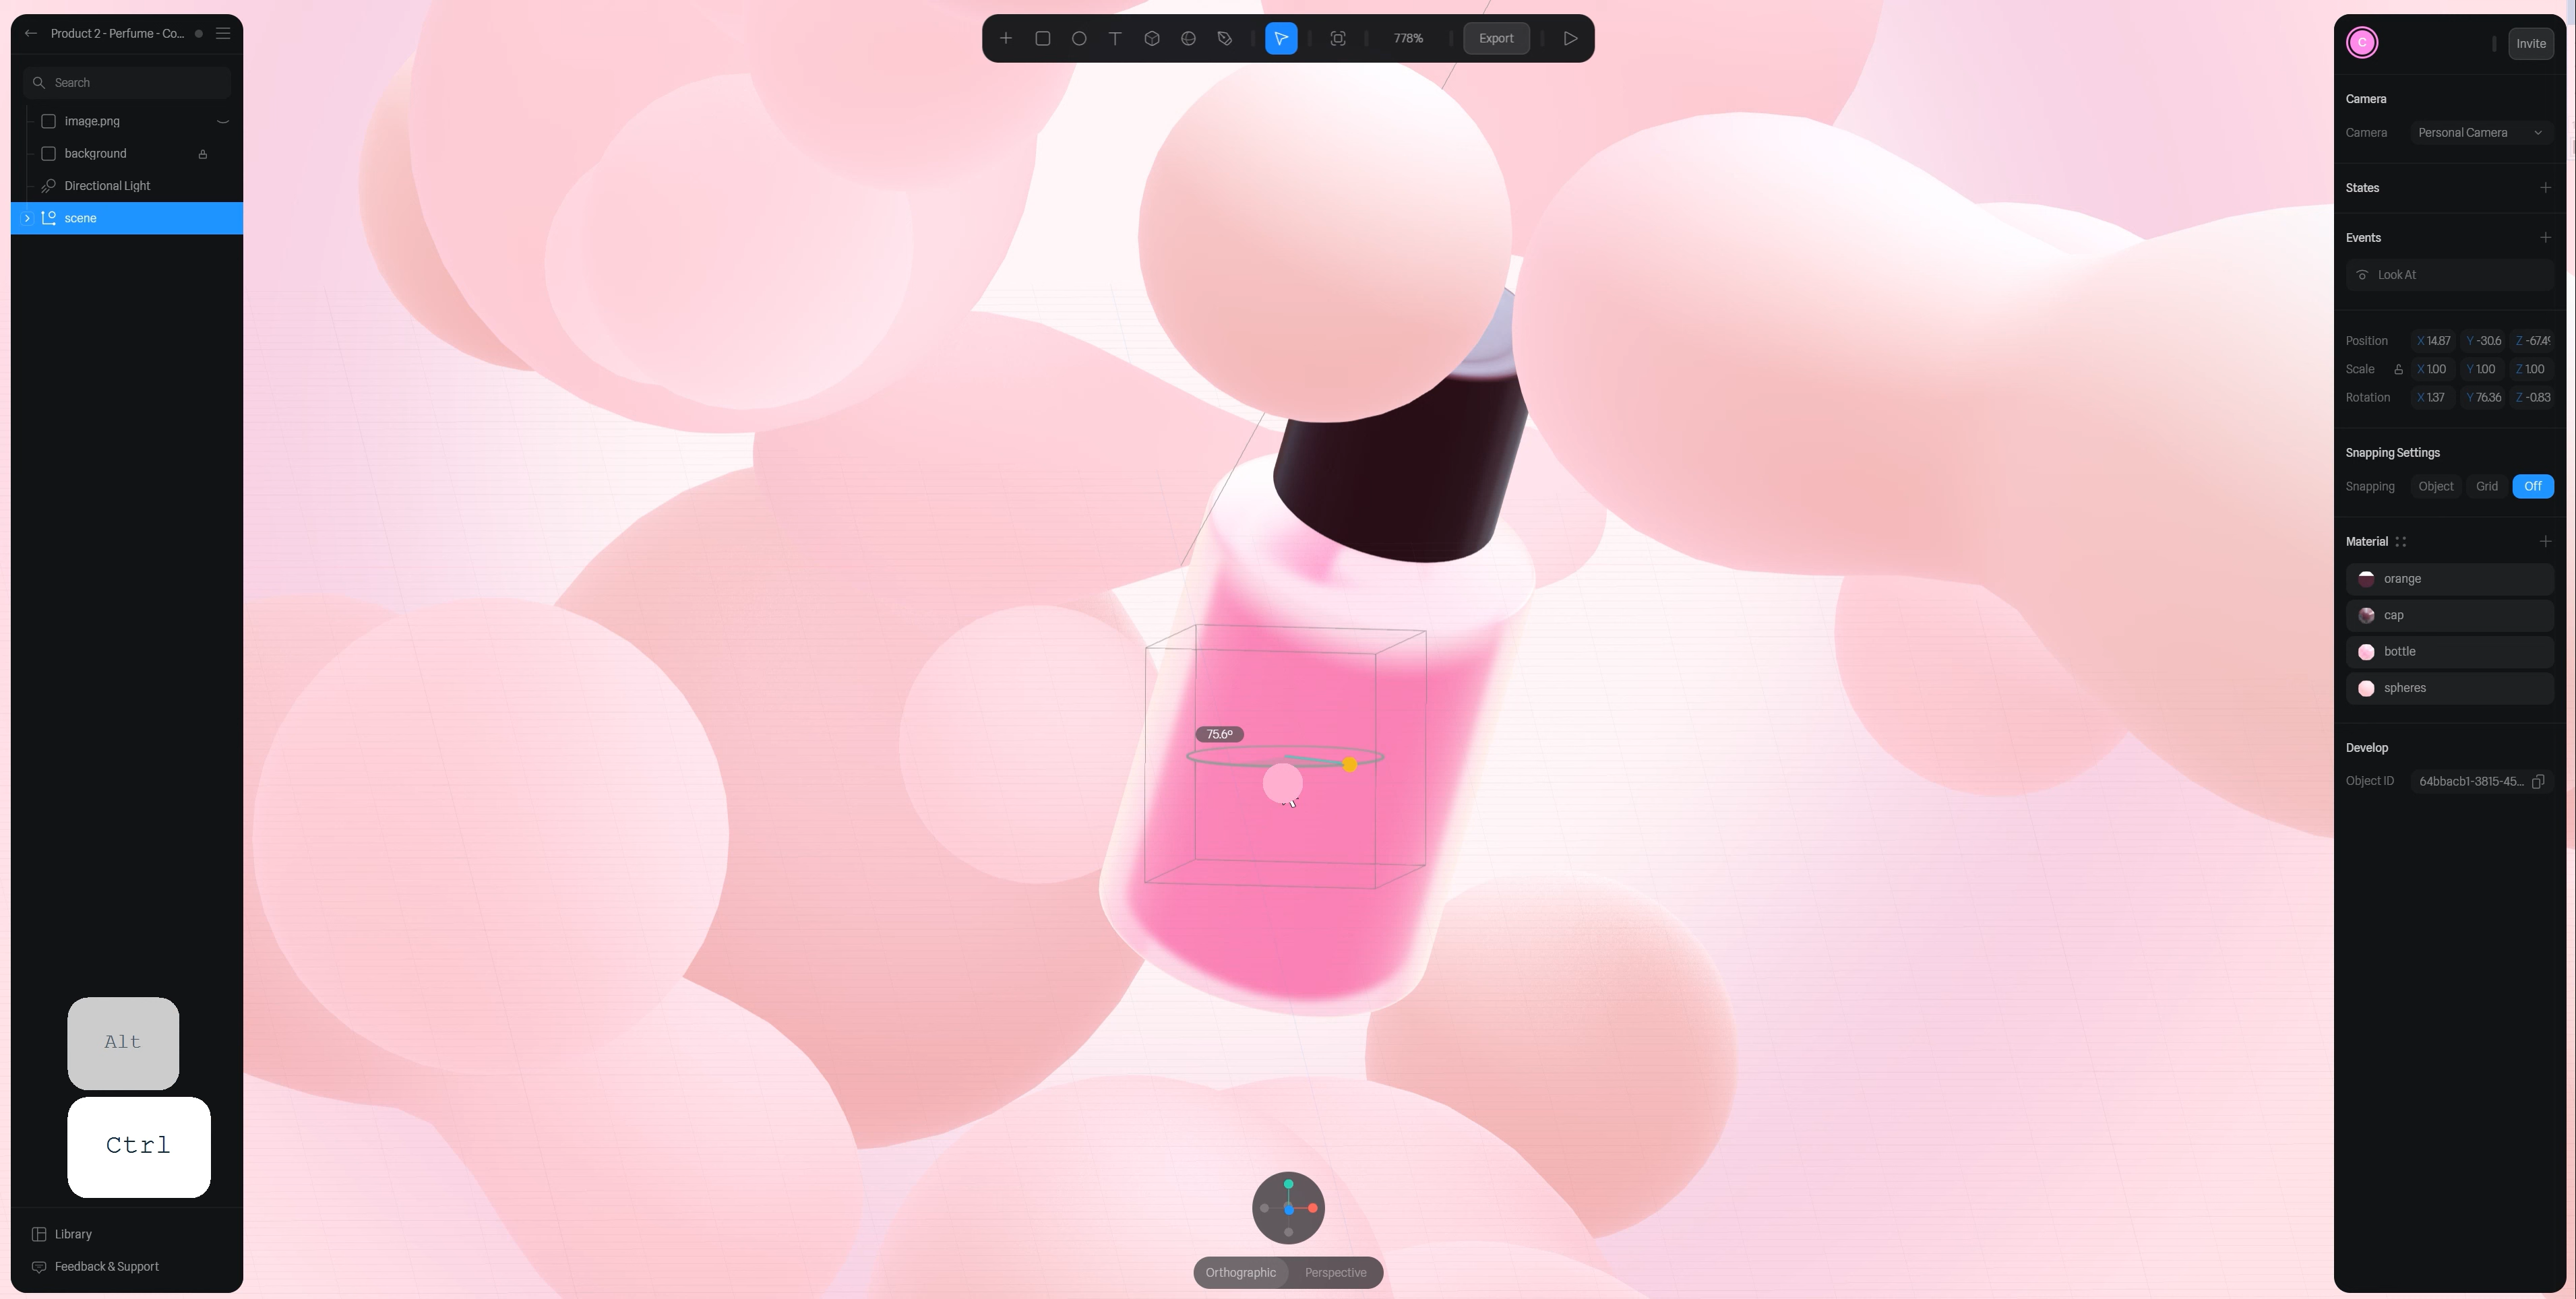 Product 2 - Perfume - Co...
Search
image.png
background
Directional Light
scene
Alt
Ctrl
Library
Feedback & Support
778%
Export
75.6º
Orthographic
Perspective
C
Invite
Camera
Camera
Personal Camera
States
Events
Look At
Position X 14.87 Y -30.6 Z -67.49
Scale X 1.00 Y 1.00 Z 1.00
Rotation X 1.37 Y 76.36 Z -0.83
Snapping Settings
Snapping Object Grid Off
Material
orange
cap
bottle
spheres
Develop
Object ID 64bbacb1-3815-45...